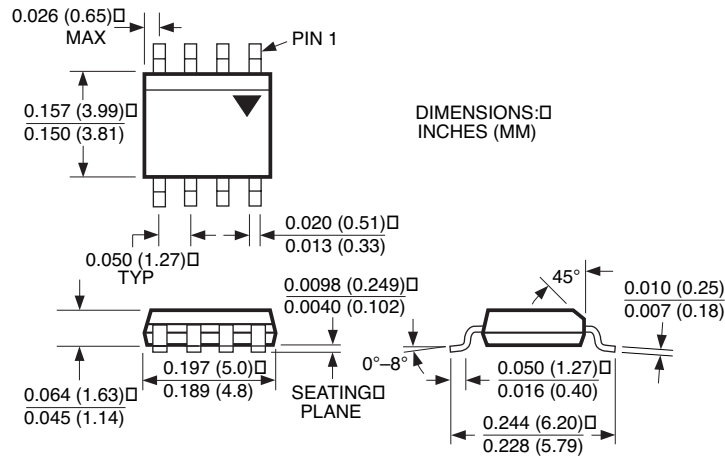 0.026 (0.65)□
MAX
PIN 1
0.157 (3.99)□
0.150 (3.81)
DIMENSIONS:□
INCHES (MM)
0.020 (0.51)□
0.013 (0.33)
0.050 (1.27)□
TYP
0.0098 (0.249)□
0.0040 (0.102)
45°
0.010 (0.25)
0.007 (0.18)
0°–8°
0.064 (1.63)□
0.045 (1.14)
0.197 (5.0)□
0.189 (4.8)
SEATING□
PLANE
0.050 (1.27)□
0.016 (0.40)
0.244 (6.20)□
0.228 (5.79)